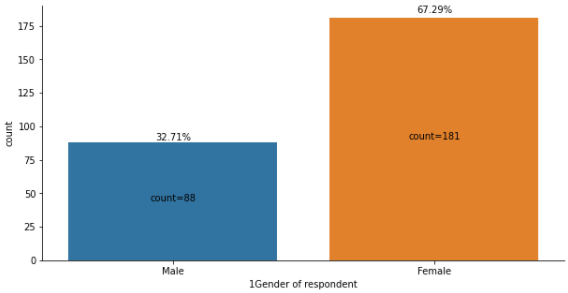 67.29%
175
150
125
32.71%
100
count
count=181
75
50
count=88
25
0
Male
Female
1Gender of respondent